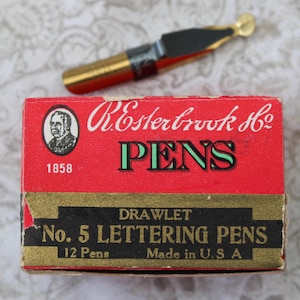 R. Esterbrook & Co
PENS
1858
DRAWLET
No. 5 LETTERING PENS
12 Pens Made in U. S A